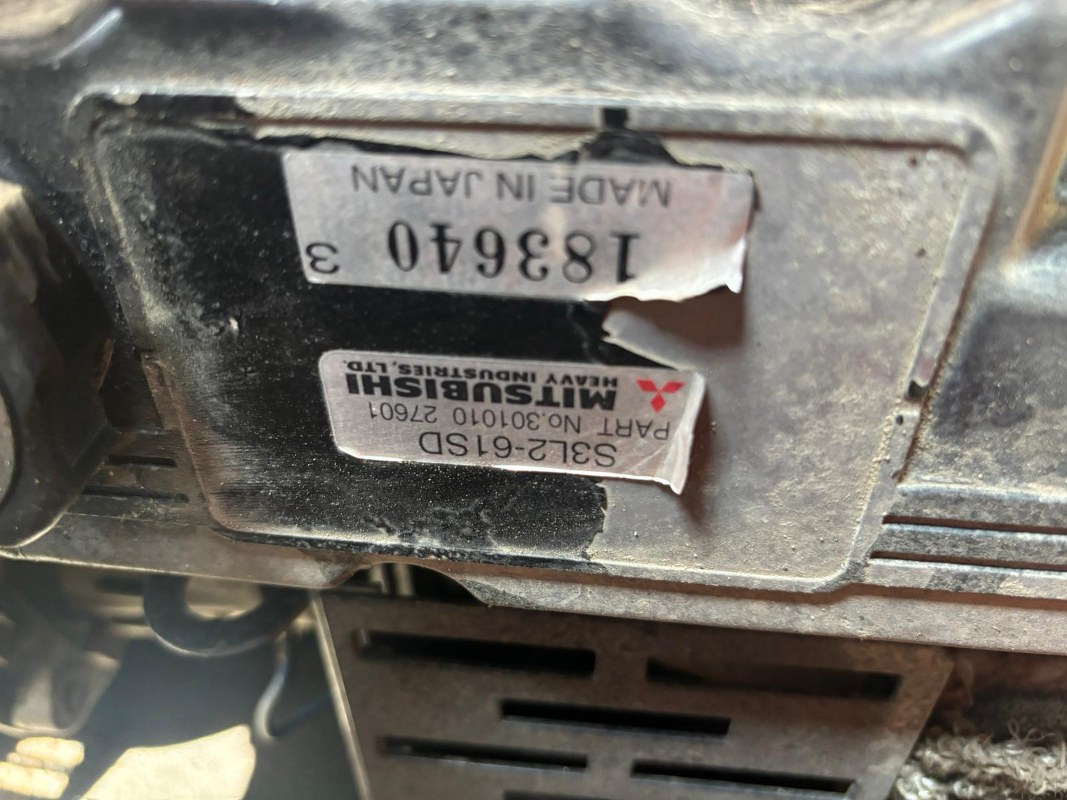 S3L2-61SD
PART No.301010 27601
MITSUBISHI
HEAVY INDUSTRIES, LTD.
183640 3
MADE IN JAPAN